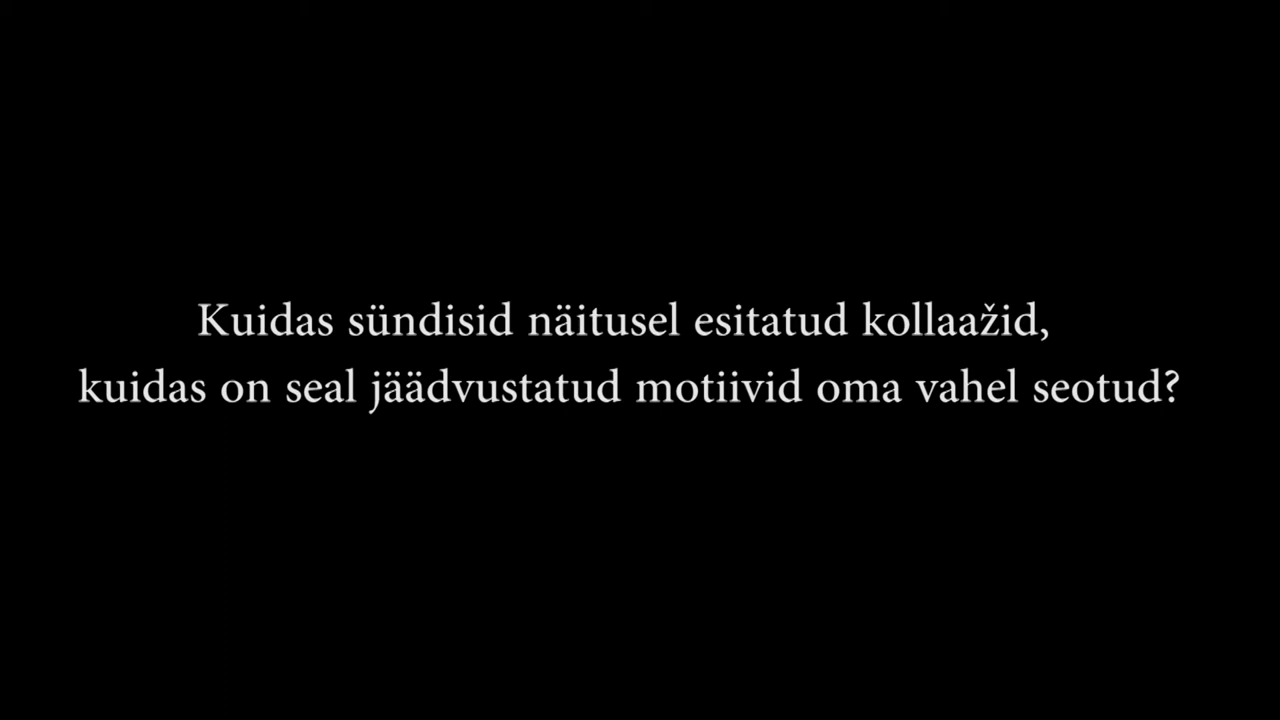 Kuidas sündisid näitusel esitatud kollaažid,
kuidas on seal jäädvustatud motiivid oma vahel seotud?